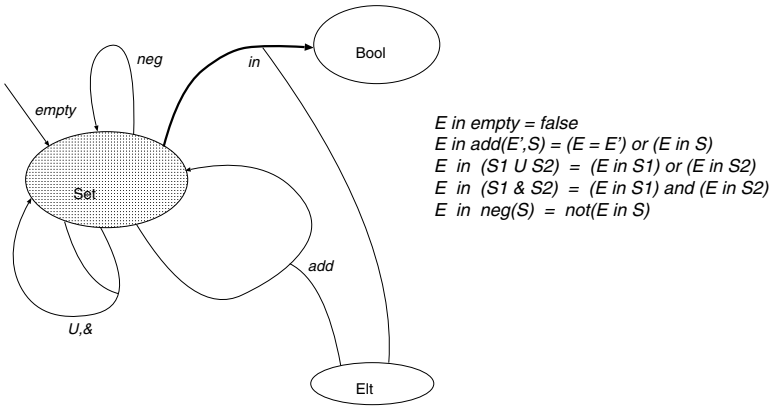 neg
in
Bool
empty
Set
add
U,&
Elt
E in empty = false
E in add(E',S) = (E = E') or (E in S)
E in (S1 U S2) = (E in S1) or (E in S2)
E in (S1 & S2) = (E in S1) and (E in S2)
E in neg(S) = not(E in S)